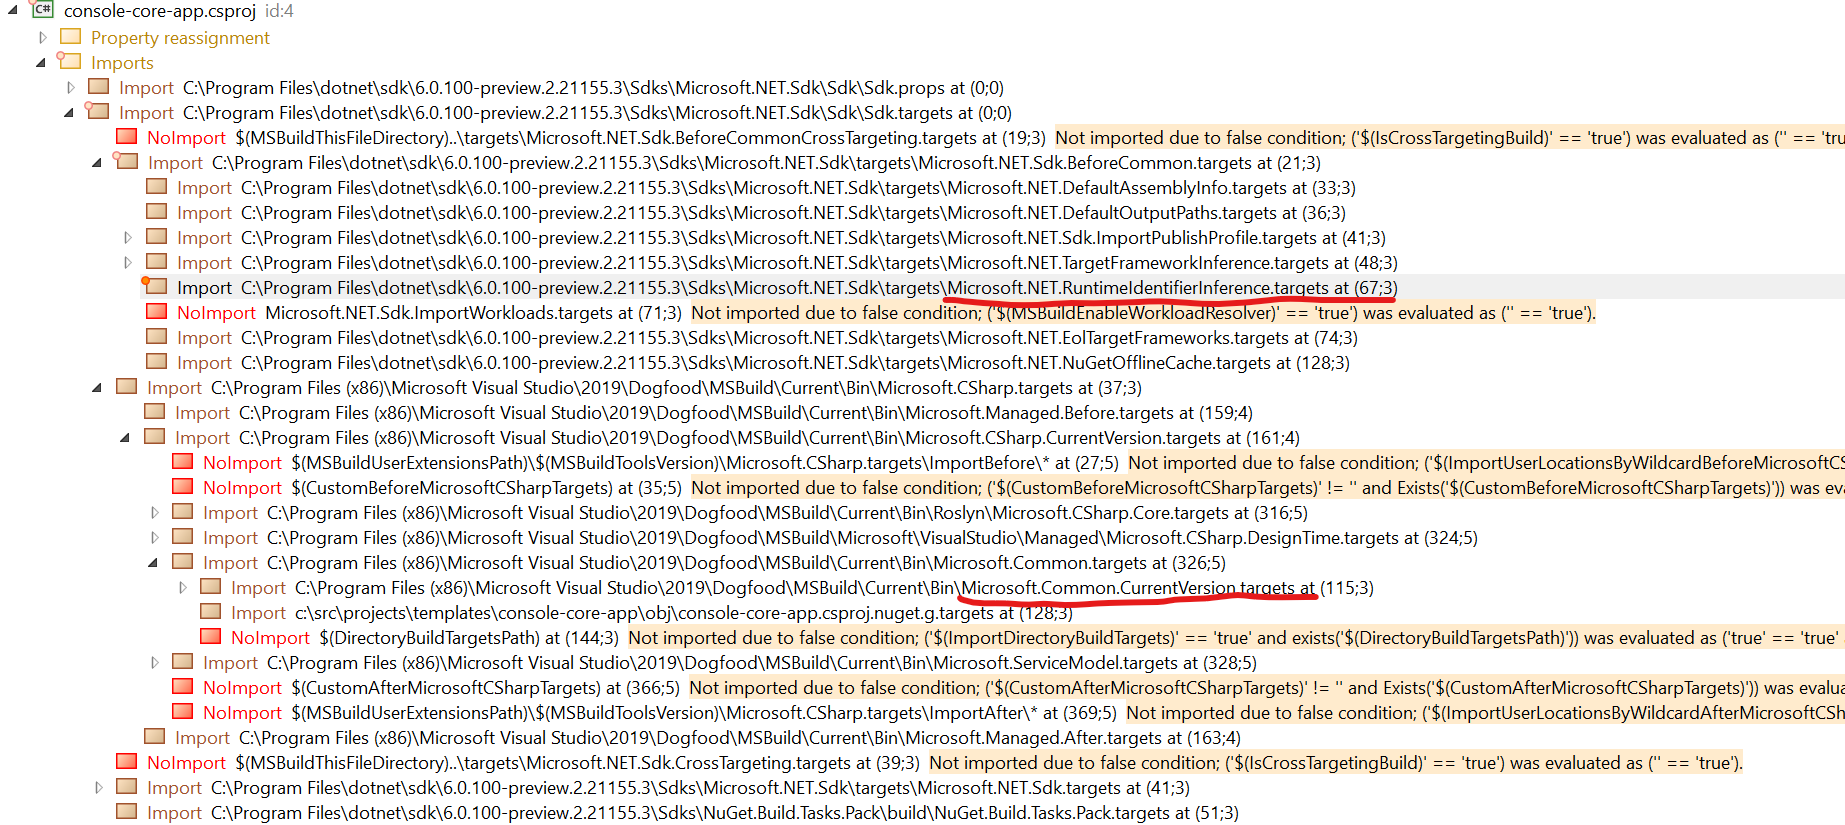 C# console-core-app.csproj id:4
Property reassignment
Imports
Import C:\Program Files\dotnet\sdk\6.0.100-preview.2.21155.3\Sdks\Microsoft.NET.Sdk\Sdk\Sdk.props at (0;0)
Import C:\Program Files\dotnet\sdk\6.0.100-preview.2.21155.3\Sdks\Microsoft.NET.Sdk\Sdk\Sdk.targets at (0;0)
NoImport $(MSBuildThisFileDirectory)..\targets\Microsoft.NET.Sdk.BeforeCommonCrossTargeting.targets at (19;3) Not imported due to false condition; ('$(IsCrossTargetingBuild)' == 'true') was evaluated as ('' == 'tru
Import C:\Program Files\dotnet\sdk\6.0.100-preview.2.21155.3\Sdks\Microsoft.NET.Sdk\targets\Microsoft.NET.Sdk.BeforeCommon.targets at (21;3)
Import C:\Program Files\dotnet\sdk\6.0.100-preview.2.21155.3\Sdks\Microsoft.NET.Sdk\targets\Microsoft.NET.DefaultAssemblyInfo.targets at (33;3)
Import C:\Program Files\dotnet\sdk\6.0.100-preview.2.21155.3\Sdks\Microsoft.NET.Sdk\targets\Microsoft.NET.DefaultOutputPaths.targets at (36;3)
Import C:\Program Files\dotnet\sdk\6.0.100-preview.2.21155.3\Sdks\Microsoft.NET.Sdk\targets\Microsoft.NET.Sdk.ImportPublishProfile.targets at (41;3)
Import C:\Program Files\dotnet\sdk\6.0.100-preview.2.21155.3\Sdks\Microsoft.NET.Sdk\targets\Microsoft.NET.TargetFrameworkInference.targets at (48;3)
Import C:\Program Files\dotnet\sdk\6.0.100-preview.2.21155.3\Sdks\Microsoft.NET.Sdk\targets\Microsoft.NET.RuntimeIdentifierInference.targets at (67;3)
NoImport Microsoft.NET.Sdk.ImportWorkloads.targets at (71;3) Not imported due to false condition; ('$(MSBuildEnableWorkloadResolver)' == 'true') was evaluated as ('' == 'true').
Import C:\Program Files\dotnet\sdk\6.0.100-preview.2.21155.3\Sdks\Microsoft.NET.Sdk\targets\Microsoft.NET.EolTargetFrameworks.targets at (74;3)
Import C:\Program Files\dotnet\sdk\6.0.100-preview.2.21155.3\Sdks\Microsoft.NET.Sdk\targets\Microsoft.NET.NuGetOfflineCache.targets at (128;3)
Import C:\Program Files (x86)\Microsoft Visual Studio\2019\Dogfood\MSBuild\Current\Bin\Microsoft.CSharp.targets at (37;3)
Import C:\Program Files (x86)\Microsoft Visual Studio\2019\Dogfood\MSBuild\Current\Bin\Microsoft.Managed.Before.targets at (159;4)
Import C:\Program Files (x86)\Microsoft Visual Studio\2019\Dogfood\MSBuild\Current\Bin\Microsoft.CSharp.CurrentVersion.targets at (161;4)
NoImport $(MSBuildUserExtensionsPath)\$(MSBuildToolsVersion)\Microsoft.CSharp.targets\ImportBefore\* at (27;5) Not imported due to false condition; ('$(ImportUserLocationsByWildcardBeforeMicrosoftCS
NoImport $(CustomBeforeMicrosoftCSharpTargets) at (35;5) Not imported due to false condition; ('$(CustomBeforeMicrosoftCSharpTargets)' != '' and Exists('$(CustomBeforeMicrosoftCSharpTargets)')) was eva
Import C:\Program Files (x86)\Microsoft Visual Studio\2019\Dogfood\MSBuild\Current\Bin\Roslyn\Microsoft.CSharp.Core.targets at (316;5)
Import C:\Program Files (x86)\Microsoft Visual Studio\2019\Dogfood\MSBuild\Microsoft\VisualStudio\Managed\Microsoft.CSharp.DesignTime.targets at (324;5)
Import C:\Program Files (x86)\Microsoft Visual Studio\2019\Dogfood\MSBuild\Current\Bin\Microsoft.Common.targets at (326;5)
Import C:\Program Files (x86)\Microsoft Visual Studio\2019\Dogfood\MSBuild\Current\Bin\Microsoft.Common.CurrentVersion.targets at (115;3)
Import c:\src\projects\templates\console-core-app\obj\console-core-app.csproj.nuget.g.targets at (128;3)
NoImport $(DirectoryBuildTargetsPath) at (144;3) Not imported due to false condition; ('$(ImportDirectoryBuildTargets)' == 'true' and exists('$(DirectoryBuildTargetsPath)')) was evaluated as ('true' == 'true'
Import C:\Program Files (x86)\Microsoft Visual Studio\2019\Dogfood\MSBuild\Current\Bin\Microsoft.ServiceModel.targets at (328;5)
NoImport $(CustomAfterMicrosoftCSharpTargets) at (366;5) Not imported due to false condition; ('$(CustomAfterMicrosoftCSharpTargets)' != '' and Exists('$(CustomAfterMicrosoftCSharpTargets)')) was evalua
NoImport $(MSBuildUserExtensionsPath)\$(MSBuildToolsVersion)\Microsoft.CSharp.targets\ImportAfter\* at (369;5) Not imported due to false condition; ('$(ImportUserLocationsByWildcardAfterMicrosoftCSh
Import C:\Program Files (x86)\Microsoft Visual Studio\2019\Dogfood\MSBuild\Current\Bin\Microsoft.Managed.After.targets at (163;4)
NoImport $(MSBuildThisFileDirectory)..\targets\Microsoft.NET.Sdk.CrossTargeting.targets at (39;3) Not imported due to false condition; ('$(IsCrossTargetingBuild)' == 'true') was evaluated as ('' == 'true').
Import C:\Program Files\dotnet\sdk\6.0.100-preview.2.21155.3\Sdks\Microsoft.NET.Sdk\targets\Microsoft.NET.Sdk.targets at (41;3)
Import C:\Program Files\dotnet\sdk\6.0.100-preview.2.21155.3\Sdks\NuGet.Build.Tasks.Pack\build\NuGet.Build.Tasks.Pack.targets at (51;3)